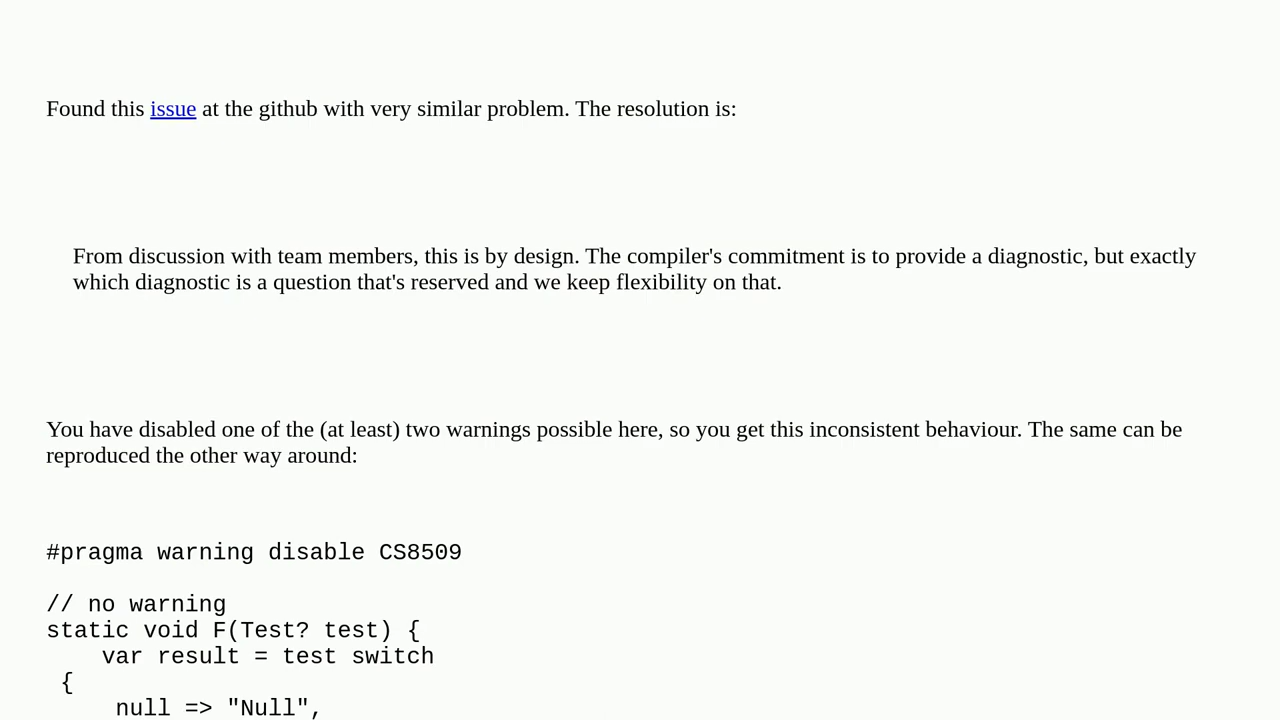 Found this issue at the github with very similar problem. The resolution is:
From discussion with team members, this is by design. The compiler's commitment is to provide a diagnostic, but exactly
which diagnostic is a question that's reserved and we keep flexibility on that.
You have disabled one of the (at least) two warnings possible here, so you get this inconsistent behaviour. The same can be
reproduced the other way around:
#pragma warning disable CS8509
// no warning
static void F(Test? test) {
    var result = test switch
 {
     null => "Null",